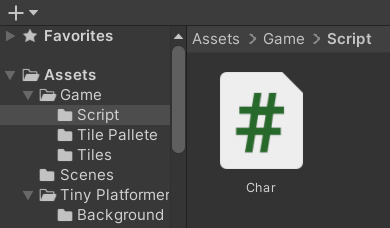 Favorites
Assets
Game
Script
Tile Pallete
Tiles
Scenes
Tiny Platformer
Background
Assets > Game > Script
#
Char